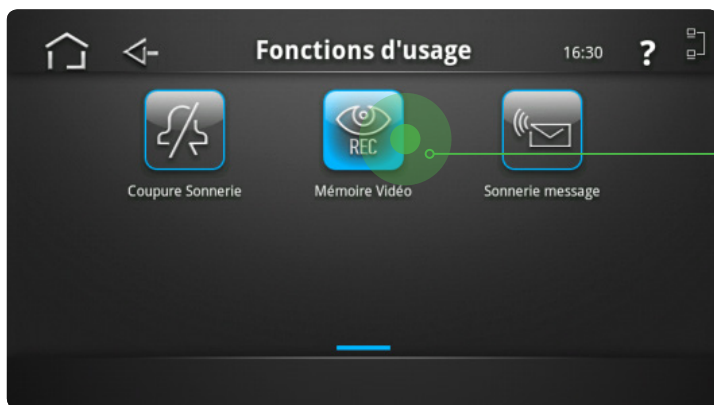 Fonctions d'usage 16:30 ?
REC
Coupure Sonnerie Mémoire Vidéo Sonnerie message